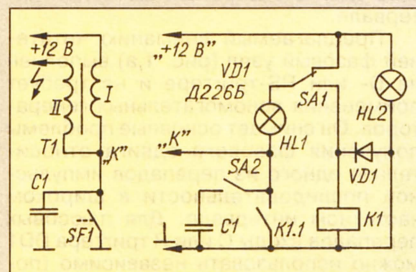 +12 В
„+12 В"
VD1
Д226Б
SA1
HL2
II
I
HL1
T1
„К"
„К"
VD1
SA2
C1
C1
K1.1
K1
SF1